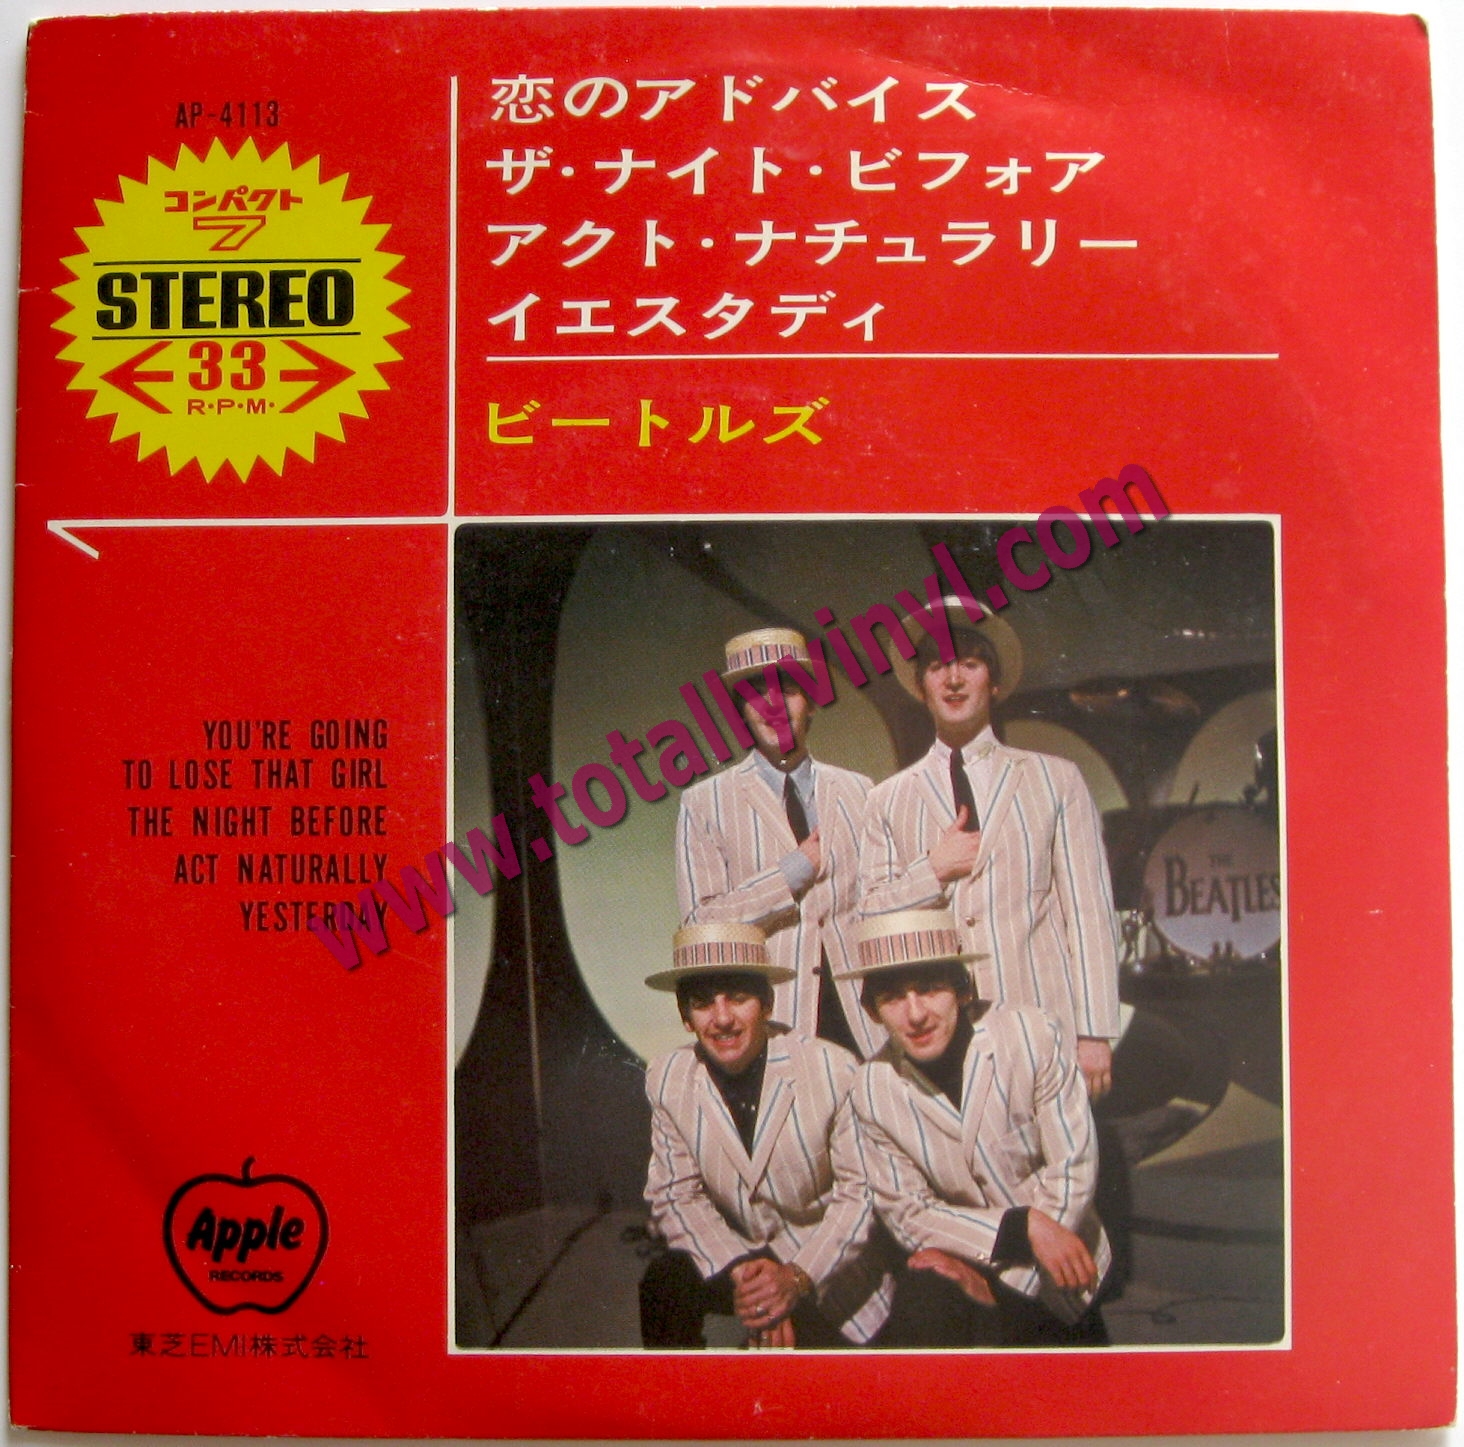 AP-4113
コンパクト
7
STEREO
33
R・P・M・
恋のアドバイス
ザ・ナイト・ビフォア
アクト・ナチュラリー
イエスタディ
ビートルズ
YOU'RE GOING
TO LOSE THAT GIRL
THE NIGHT BEFORE
ACT NATURALLY
YESTERDAY
THE
BEATLES
www.totallyvinyl.com
Apple
RECORDS
東芝EMI株式会社